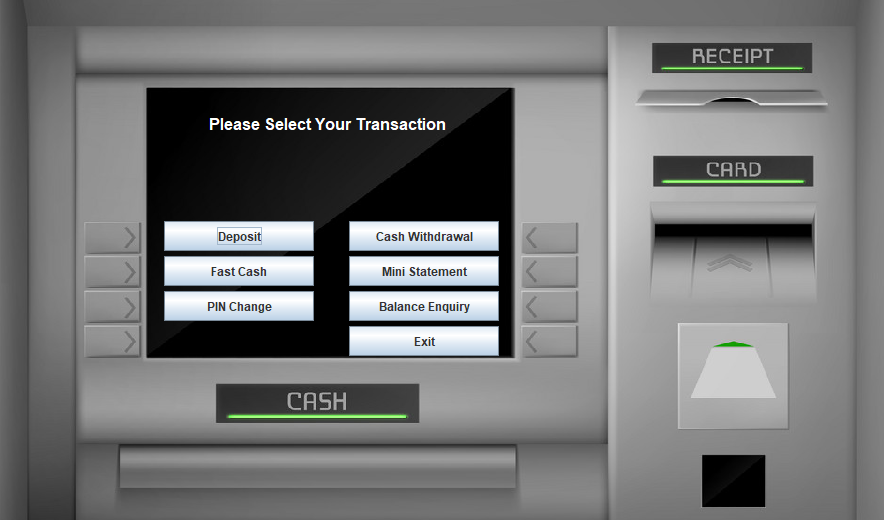 RECEIPT
Please Select Your Transaction
CARD
Deposit
Cash Withdrawal
Fast Cash
Mini Statement
PIN Change
Balance Enquiry
Exit
CASH